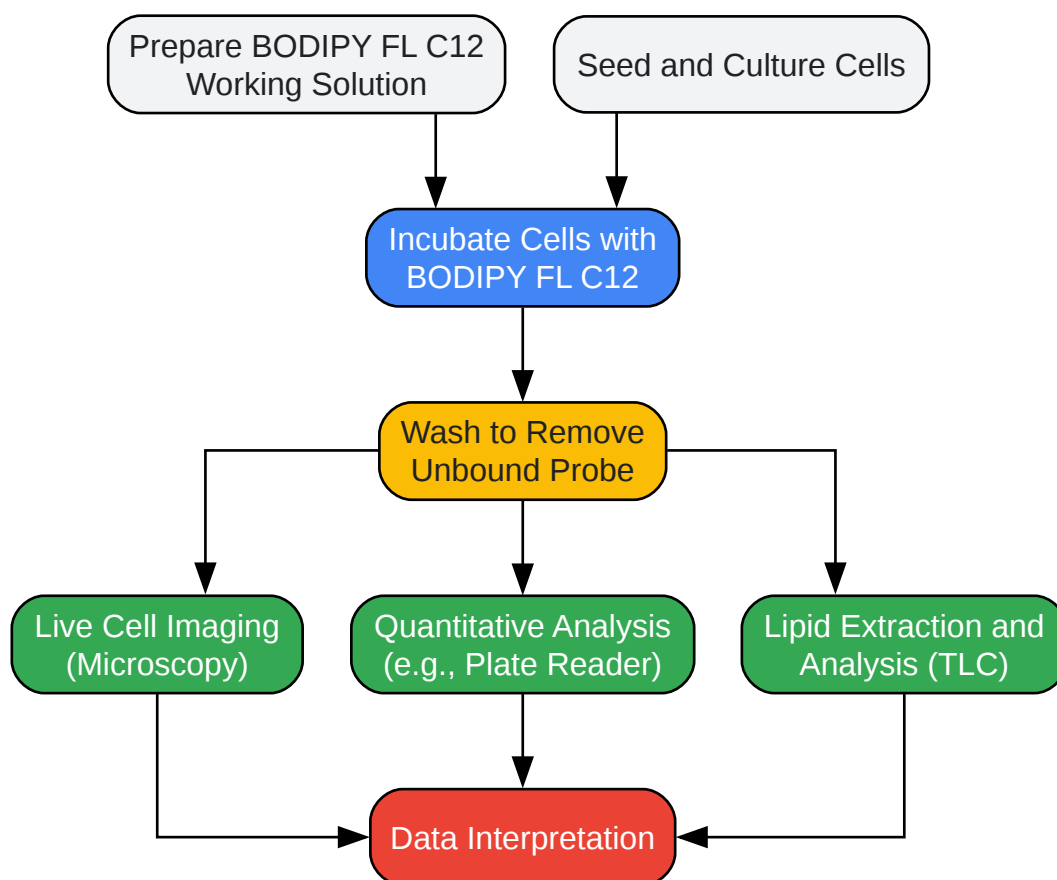 Prepare BODIPY FL C12
Working Solution
Seed and Culture Cells
Incubate Cells with
BODIPY FL C12
Wash to Remove
Unbound Probe
Live Cell Imaging
(Microscopy)
Quantitative Analysis
(e.g., Plate Reader)
Lipid Extraction and
Analysis (TLC)
Data Interpretation